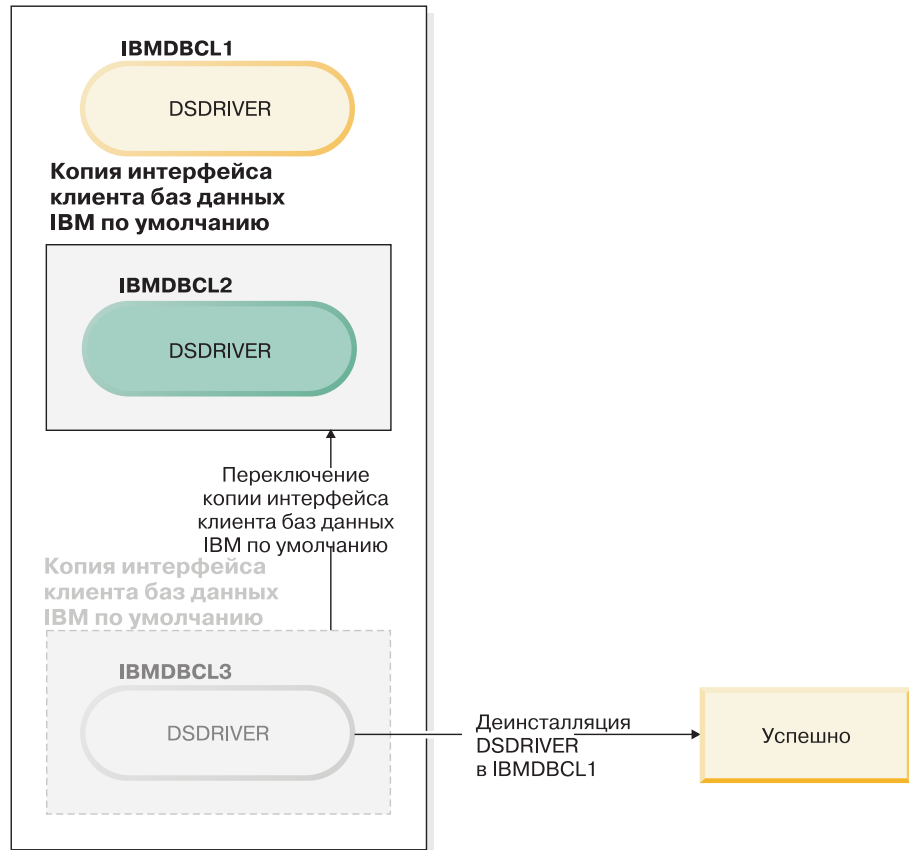 IBMDBCL1
DSDRIVER
Копия интерфейса
клиента баз данных
IBM по умолчанию
IBMDBCL2
DSDRIVER
Переключение
копии интерфейса
клиента баз данных
IBM по умолчанию
Копия интерфейса
клиента баз данных
IBM по умолчанию
IBMDBCL3
DSDRIVER
Деинсталляция
DSDRIVER
в IBMDBCL1
Успешно